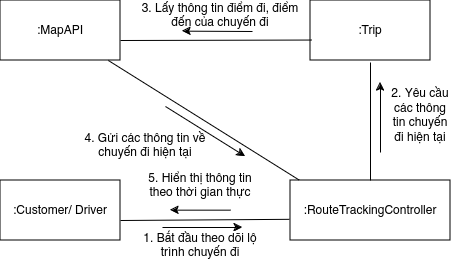 3. Lấy thông tin điểm đi, điểm
đến của chuyến đi
:MapAPI
:Trip
2. Yêu cầu
các thông
tin chuyến
đi hiện tại
4. Gửi các thông tin về
chuyến đi hiện tại
5. Hiển thị thông tin
theo thời gian thực
:Customer/ Driver
:RouteTrackingController
1. Bắt đầu theo dõi lộ
trình chuyến đi